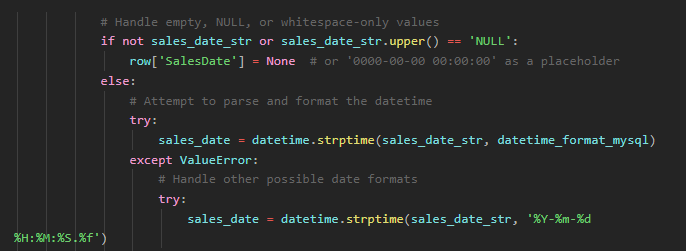 # Handle empty, NULL, or whitespace-only values
if not sales_date_str or sales_date_str.upper() == 'NULL':
row['SalesDate'] = None  # or '0000-00-00 00:00:00' as a placeholder
else:
# Attempt to parse and format the datetime
try:
sales_date = datetime.strptime(sales_date_str, datetime_format_mysql)
except ValueError:
# Handle other possible date formats
try:
sales_date = datetime.strptime(sales_date_str, '%Y-%m-%d
%H:%M:%S.%f')